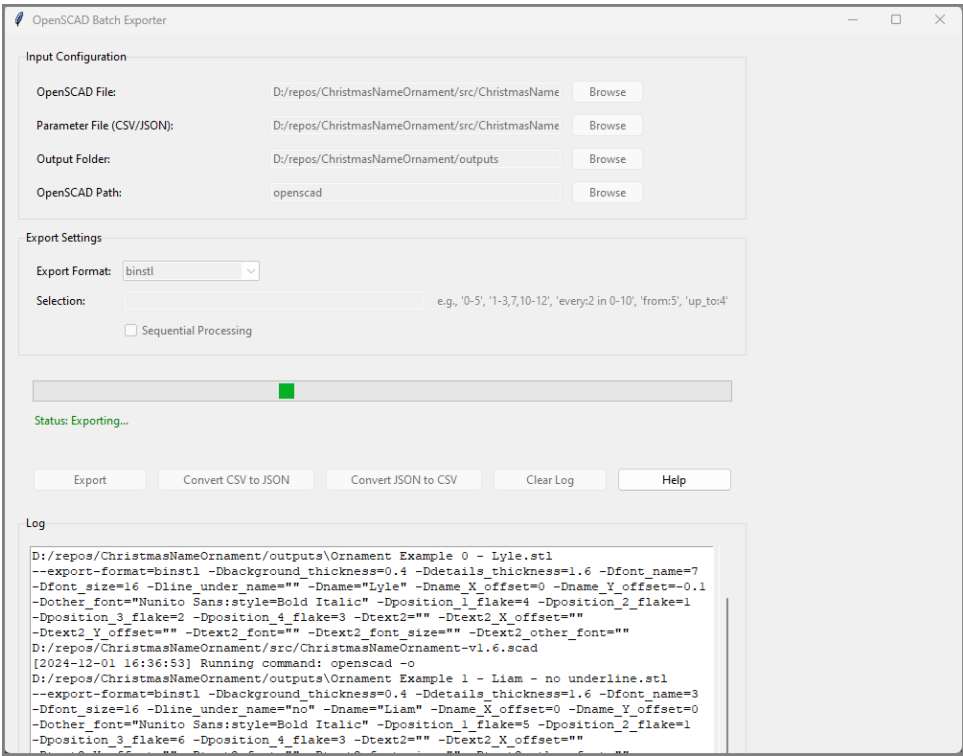 OpenSCAD Batch Exporter
Input Configuration
OpenSCAD File: D:/repos/ChristmasNameOrnament/src/ChristmasName Browse
Parameter File (CSV/JSON): D:/repos/ChristmasNameOrnament/src/ChristmasName Browse
Output Folder: D:/repos/ChristmasNameOrnament/outputs Browse
OpenSCAD Path: openscad Browse
Export Settings
Export Format: binstl
Selection: e.g., '0-5', '1-3,7,10-12', 'every:2 in 0-10', 'from:5', 'up_to:4'
Sequential Processing
Status: Exporting...
Export Convert CSV to JSON Convert JSON to CSV Clear Log Help
Log
D:/repos/ChristmasNameOrnament/outputs\Ornament Example 0 - Lyle.stl
--export-format=binstl -Dbackground_thickness=0.4 -Ddetails_thickness=1.6 -Dfont_name=7
-Dfont_size=16 -Dline_under_name="" -Dname="Lyle" -Dname_X_offset=0 -Dname_Y_offset=-0.1
-Dother_font="Nunito Sans:style=Bold Italic" -Dposition_1_flake=4 -Dposition_2_flake=1
-Dposition_3_flake=2 -Dposition_4_flake=3 -Dtext2="" -Dtext2_X_offset=""
-Dtext2_Y_offset="" -Dtext2_font="" -Dtext2_font_size="" -Dtext2_other_font=""
D:/repos/ChristmasNameOrnament/src/ChristmasNameOrnament-v1.6.scad
[2024-12-01 16:36:53] Running command: openscad -o
D:/repos/ChristmasNameOrnament/outputs\Ornament Example 1 - Liam - no underline.stl
--export-format=binstl -Dbackground_thickness=0.4 -Ddetails_thickness=1.6 -Dfont_name=3
-Dfont_size=16 -Dline_under_name="no" -Dname="Liam" -Dname_X_offset=0 -Dname_Y_offset=0
-Dother_font="Nunito Sans:style=Bold Italic" -Dposition_1_flake=5 -Dposition_2_flake=1
-Dposition_3_flake=6 -Dposition_4_flake=3 -Dtext2="" -Dtext2_X_offset=""